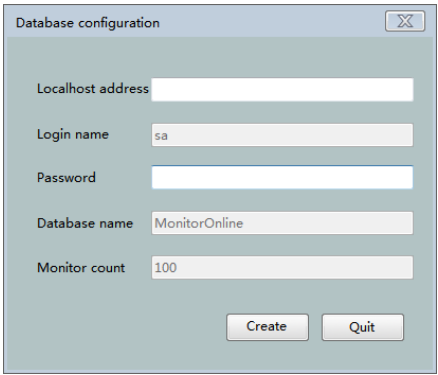 Database configuration
Localhost address
Login name sa
Password
Database name MonitorOnline
Monitor count 100
Create Quit